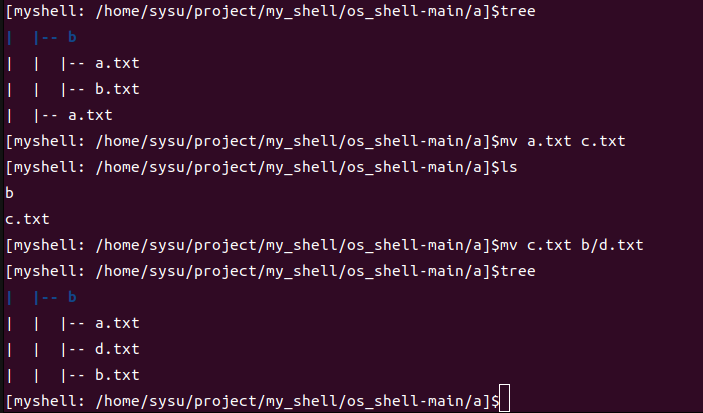 [myshell: /home/sysu/project/my_shell/os_shell-main/a]$tree
|  |-- b
|  |  |-- a.txt
|  |  |-- b.txt
|  |-- a.txt
[myshell: /home/sysu/project/my_shell/os_shell-main/a]$mv a.txt c.txt
[myshell: /home/sysu/project/my_shell/os_shell-main/a]$ls
b
c.txt
[myshell: /home/sysu/project/my_shell/os_shell-main/a]$mv c.txt b/d.txt
[myshell: /home/sysu/project/my_shell/os_shell-main/a]$tree
|  |-- b
|  |  |-- a.txt
|  |  |-- d.txt
|  |  |-- b.txt
[myshell: /home/sysu/project/my_shell/os_shell-main/a]$